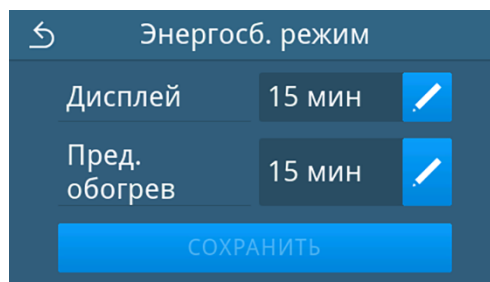 Энергосб. режим
Дисплей
15 мин
Пред.
обогрев
15 мин
СОХРАНИТЬ